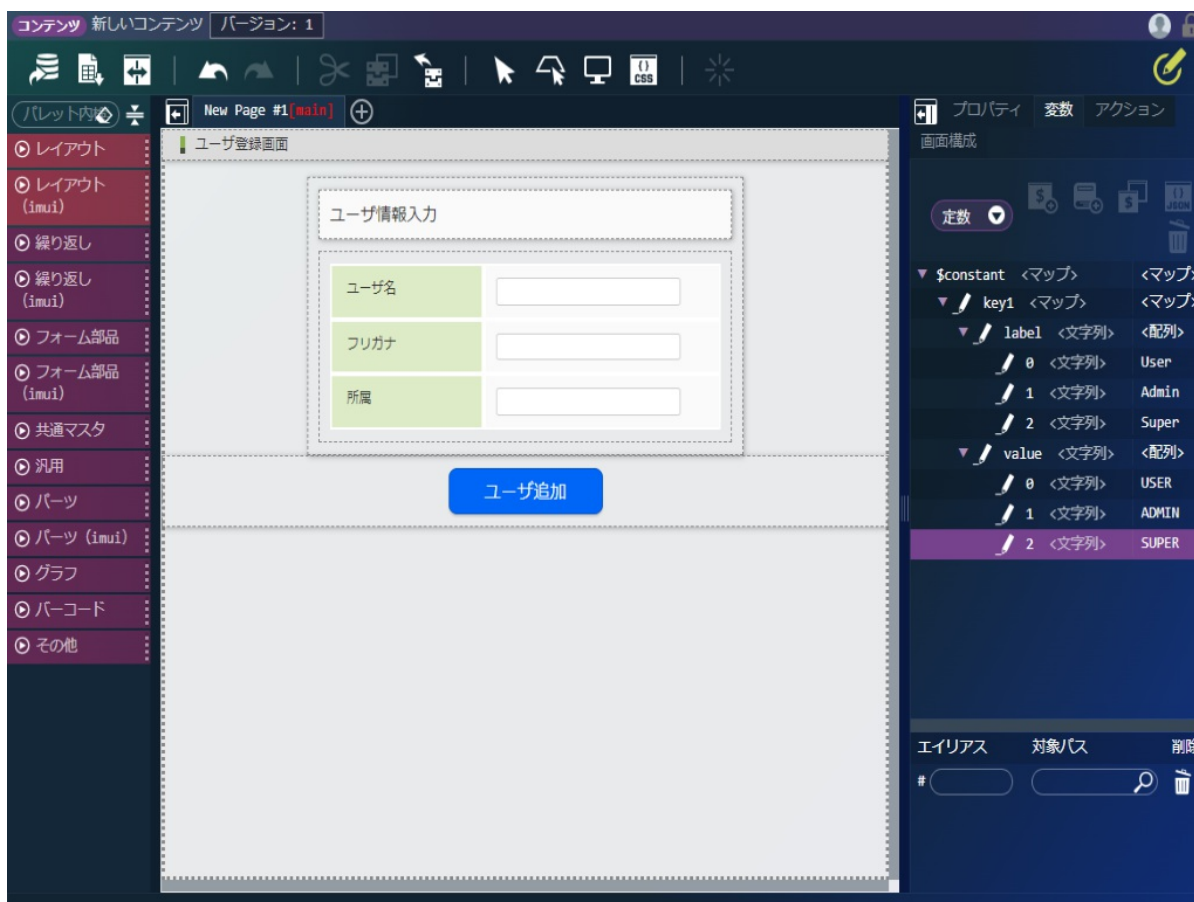 コンテンツ 新しいコンテンツ バージョン: 1
{} CSS
パレット内検
New Page #1[main]
プロパティ 変数 アクション
画面構成
レイアウト
レイアウト
(imui)
繰り返し
繰り返し
(imui)
フォーム部品
フォーム部品
(imui)
共通マスタ
汎用
パーツ
パーツ (imui)
グラフ
バーコード
その他
ユーザ登録画面
ユーザ情報入力
ユーザ名
フリガナ
所属
ユーザ追加
定数
{} JSON
$constant <マップ> <マップ>
key1 <マップ> <マップ>
label <文字列> <配列>
0 <文字列> User
1 <文字列> Admin
2 <文字列> Super
value <文字列> <配列>
0 <文字列> USER
1 <文字列> ADMIN
2 <文字列> SUPER
エイリアス 対象パス 削除
#